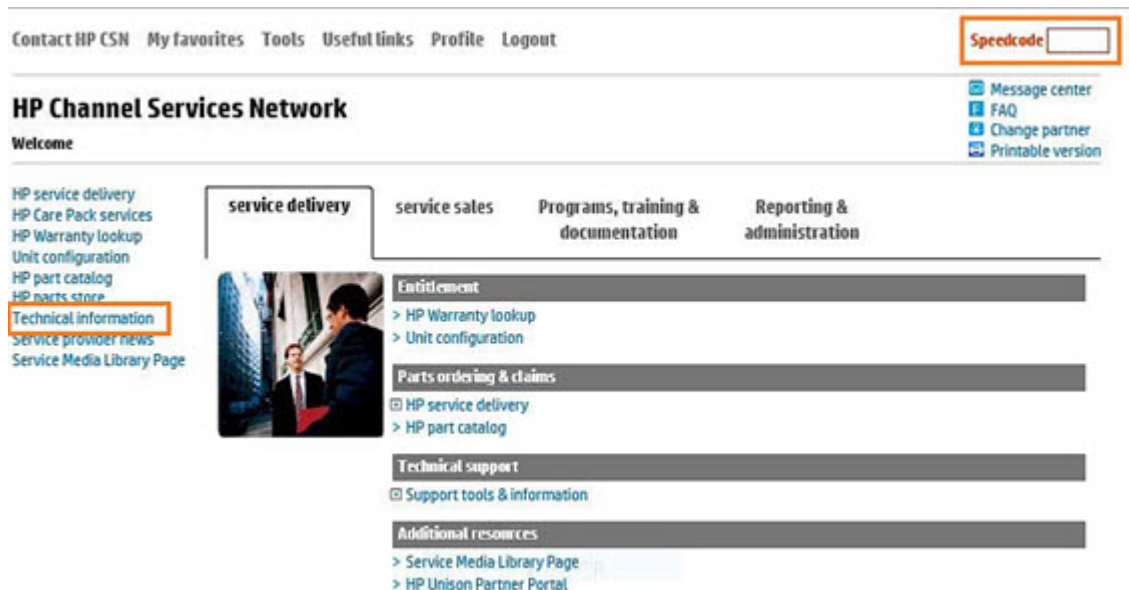 Contact HP CSN My favorites Tools Useful links Profile Logout
Speedcode
HP Channel Services Network
Welcome
Message center
FAQ
Change partner
Printable version
HP service delivery
HP Care Pack services
HP Warranty lookup
Unit configuration
HP part catalog
HP parts store
Technical information
Service provider news
Service Media Library Page
service delivery
service sales
Programs, training &
documentation
Reporting &
administration
Entitlement
> HP Warranty lookup
> Unit configuration
Parts ordering & claims
HP service delivery
> HP part catalog
Technical support
Support tools & information
Additional resources
> Service Media Library Page
> HP Unison Partner Portal